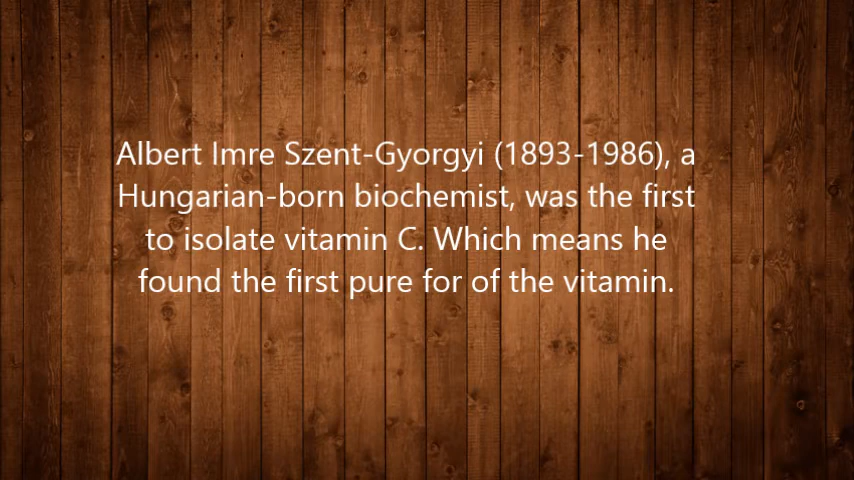 Albert Imre Szent-Gyorgyi (1893-1986), a
Hungarian-born biochemist, was the first
to isolate vitamin C. Which means he
found the first pure for of the vitamin.